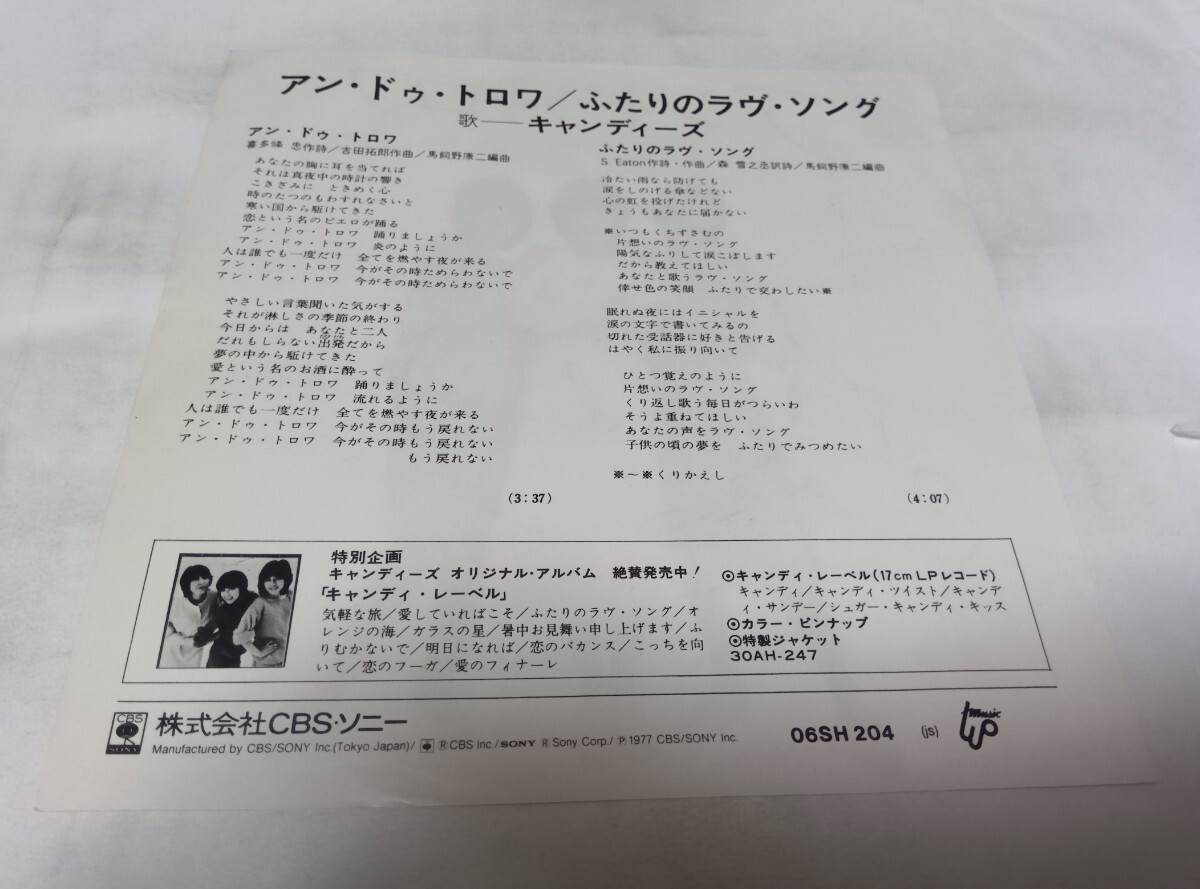 アン・ドゥ・トロワ/ふたりのラヴ・ソング
歌――キャンディーズ
アン・ドゥ・トロワ
喜多條 忠作詩/吉田拓郎作曲/馬飼野康二編曲
あなたの胸に耳を当てれば
それは真夜中の時計の響き
こきざみに ときめく心
時のたつのもわすれなさいと
寒い国から駆けてきた
恋という名のピエロが踊る
アン・ドゥ・トロワ 踊りましょうか
アン・ドゥ・トロワ 炎のように
人は誰でも一度だけ 全てを燃やす夜が来る
アン・ドゥ・トロワ 今がその時ためらわないで
アン・ドゥ・トロワ 今がその時ためらわないで
やさしい言葉聞いた気がする
それが淋しさの季節の終わり
今日からは あなたと二人
だれもしらない出発だから
夢の中から駆けてきた
愛という名のお酒に酔って
アン・ドゥ・トロワ 踊りましょうか
アン・ドゥ・トロワ 流れるように
人は誰でも一度だけ 全てを燃やす夜が来る
アン・ドゥ・トロワ 今がその時もう戻れない
アン・ドゥ・トロワ 今がその時もう戻れない
もう戻れない
(3:37)
ふたりのラヴ・ソング
S Eaton作詩・作曲/森 雪之丞訳詩/馬飼野康二編曲
冷たい雨なら防げても
涙をしのげる傘などない
心の虹を投げたけれど
きょうもあなたに届かない
※いつもくちずさむの
片想いのラヴ・ソング
陽気なふりして涙こぼします
だから教えてほしい
あなたと歌うラヴ・ソング
倖せ色の笑顔 ふたりで交わしたい※
眠れぬ夜にはイニシャルを
涙の文字で書いてみるの
切れた受話器に好きと告げる
はやく私に振り向いて
ひとつ覚えのように
片想いのラヴ・ソング
くり返し歌う毎日がつらいわ
そうよ重ねてほしい
あなたの声をラヴ・ソング
子供の頃の夢を ふたりでみつめたい
※〜※くりかえし
(4:07)
特別企画
キャンディーズ オリジナル・アルバム 絶賛発売中!
「キャンディ・レーベル」
気軽な旅/愛していればこそ/ふたりのラヴ・ソング/オ
レンジの海/ガラスの星/暑中お見舞い申し上げます/ふ
りむかないで/明日になれば/恋のバカンス/こっちを向
いて/恋のフーガ/愛のフィナーレ
◎キャンディ・レーベル(17cm LPレコード)
キャンディ/キャンディ・ツイスト/キャンデ
ィ・サンデー/シュガー・キャンディ・キッス
◎カラー・ピンナップ
◎特製ジャケット
30AH-247
CBS
SONY
株式会社CBS・ソニー
Manufactured by CBS/SONY Inc.(Tokyo Japan)/ Ⓡ CBS Inc./SONY Ⓡ Sony Corp./Ⓟ 1977 CBS/SONY Inc.
06SH 204
(js)
music